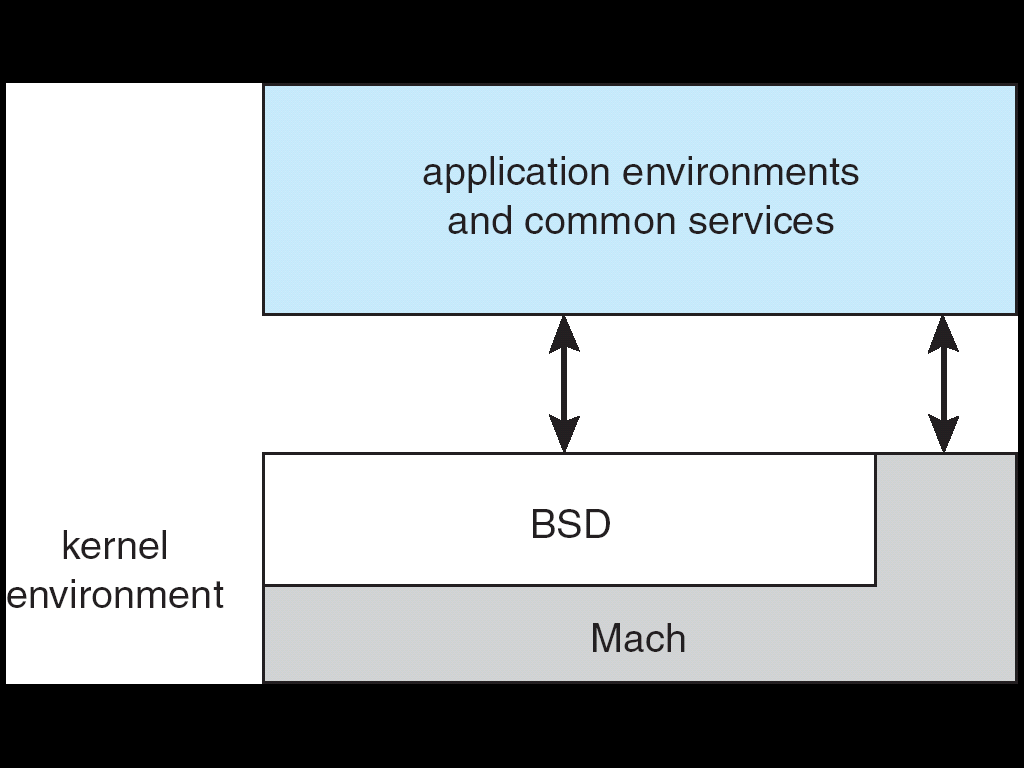 application environments
and common services
BSD
kernel
environment
Mach